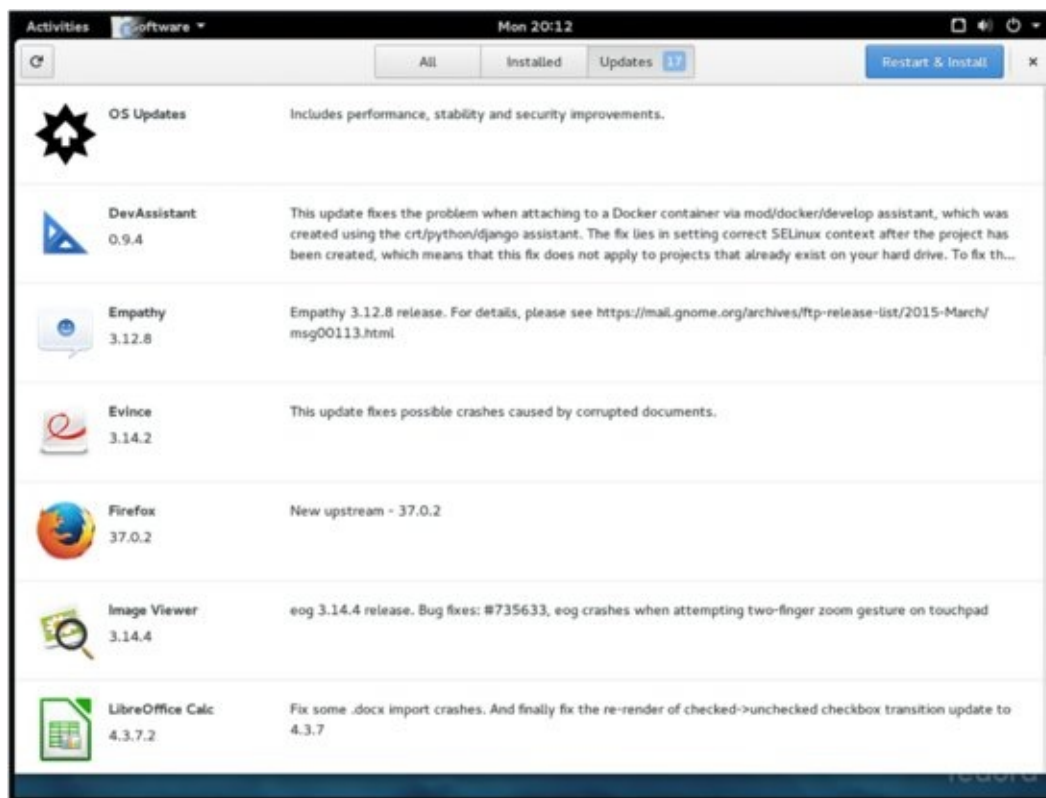 Activities Software Mon 20:12
All Installed Updates 17 Restart & Install
OS Updates Includes performance, stability and security improvements.
DevAssistant
0.9.4
This update fixes the problem when attaching to a Docker container via mod/docker/develop assistant, which was
created using the crt/python/django assistant. The fix lies in setting correct SELinux context after the project has
been created, which means that this fix does not apply to projects that already exist on your hard drive. To fix th...
Empathy
3.12.8
Empathy 3.12.8 release. For details, please see https://mail.gnome.org/archives/ftp-release-list/2015-March/
msg00113.html
Evince
3.14.2
This update fixes possible crashes caused by corrupted documents.
Firefox
37.0.2
New upstream - 37.0.2
Image Viewer
3.14.4
eog 3.14.4 release. Bug fixes: #735633, eog crashes when attempting two-finger zoom gesture on touchpad
LibreOffice Calc
4.3.7.2
Fix some .docx import crashes. And finally fix the re-render of checked->unchecked checkbox transition update to
4.3.7
fedora